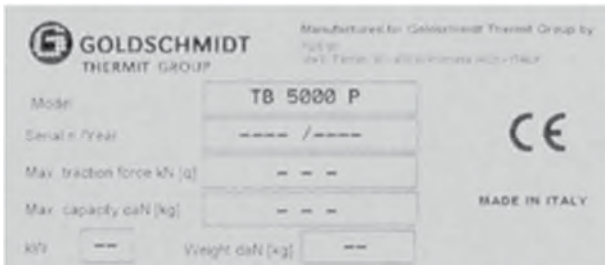 GOLDSCHMIDT
THERMIT GROUP
Manufactured for Goldschmidt Thermit Group by
Model TB 5000 P
Serial n./Year ---- /----
Max. traction force kN [q] - - -
Max. capacity daN [kg] - - -
CE
MADE IN ITALY
kW -- Weight daN [kg] --